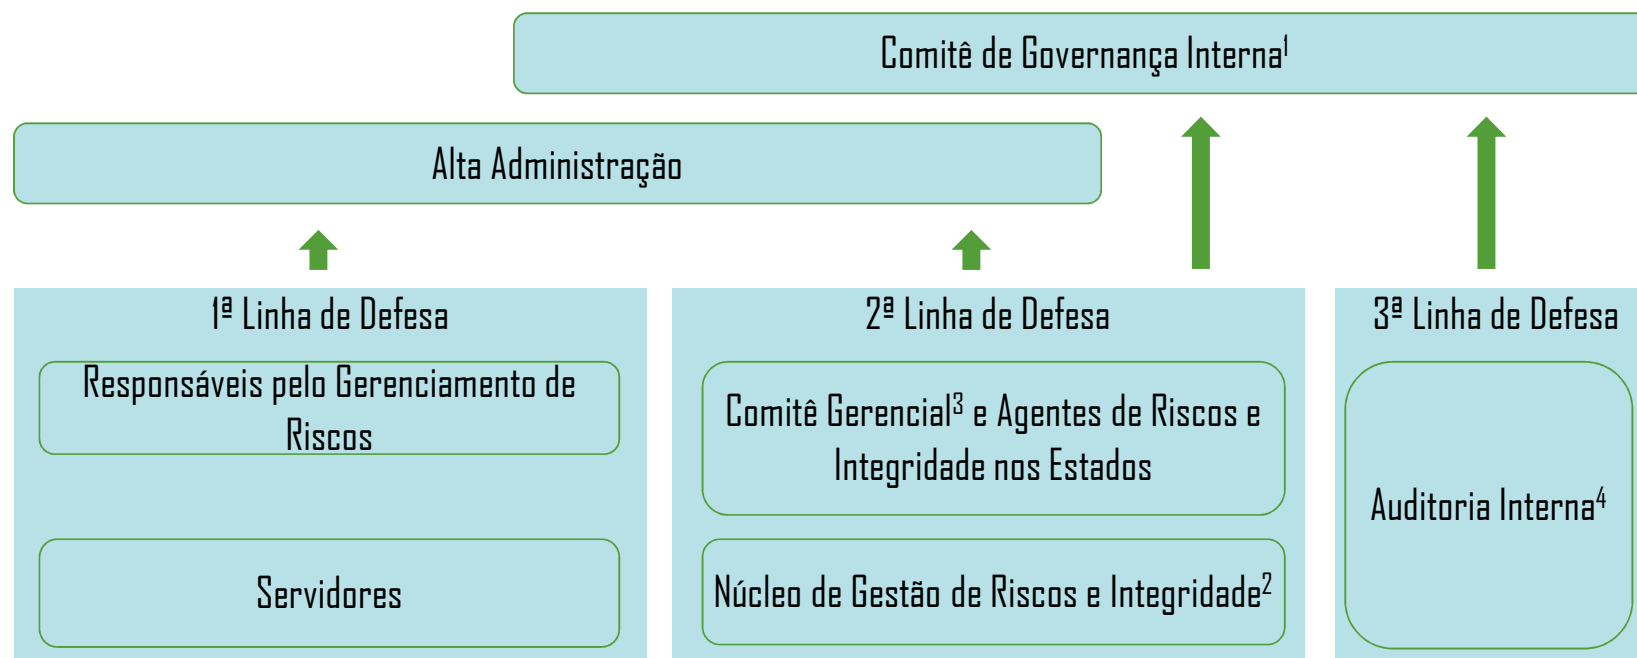 Comitê de Governança Interna¹
Alta Administração
1ª Linha de Defesa
Responsáveis pelo Gerenciamento de
Riscos
Servidores
2ª Linha de Defesa
Comitê Gerencial³ e Agentes de Riscos e
Integridade nos Estados
Núcleo de Gestão de Riscos e Integridade²
3ª Linha de Defesa
Auditoria Interna⁴